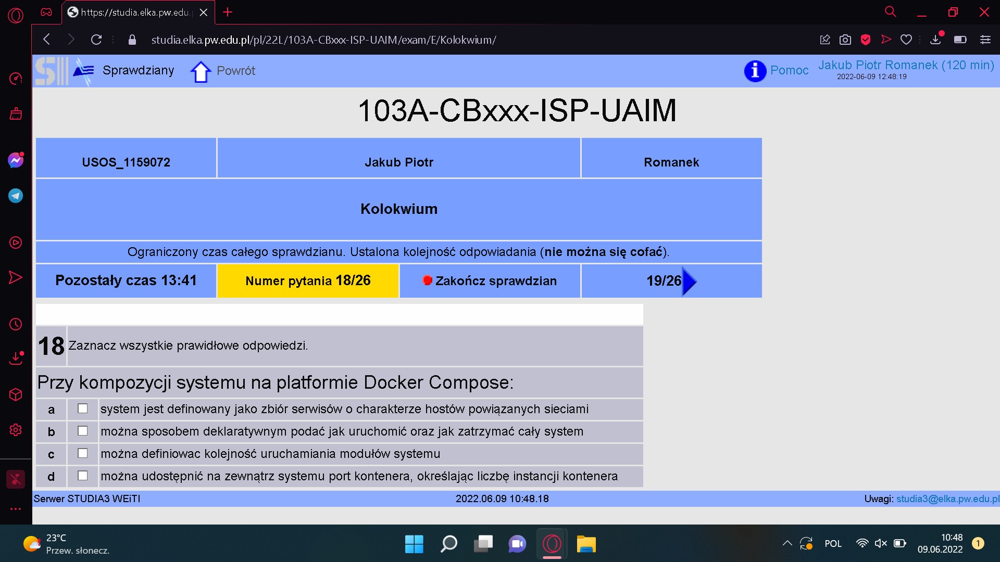 https://studia.elka.pw.edu.
studia.elka.pw.edu.pl/pl/22L/103A-CBxxx-ISP-UAIM/exam/E/Kolokwium/
Sprawdziany
Powrót
Pomoc
Jakub Piotr Romanek (120 min)
2022-06-09 12:48:19
103A-CBxxx-ISP-UAIM
USOS_1159072
Jakub Piotr
Romanek
Kolokwium
Ograniczony czas całego sprawdzianu. Ustalona kolejność odpowiadania (nie można się cofać).
Pozostały czas 13:41
Numer pytania 18/26
Zakończ sprawdzian
19/26
18 Zaznacz wszystkie prawidłowe odpowiedzi.
Przy kompozycji systemu na platformie Docker Compose:
a system jest definowany jako zbiór serwisów o charakterze hostów powiązanych sieciami
b można sposobem deklaratywnym podać jak uruchomić oraz jak zatrzymać cały system
c można definiowac kolejność uruchamiania modułów systemu
d można udostępnić na zewnątrz systemu port kontenera, określając liczbę instancji kontenera
Serwer STUDIA3 WEiTI
2022.06.09 10:48.18
Uwagi: studia3@elka.pw.edu.pl
23°C
Przew. słonecz.
POL
10:48
09.06.2022
1